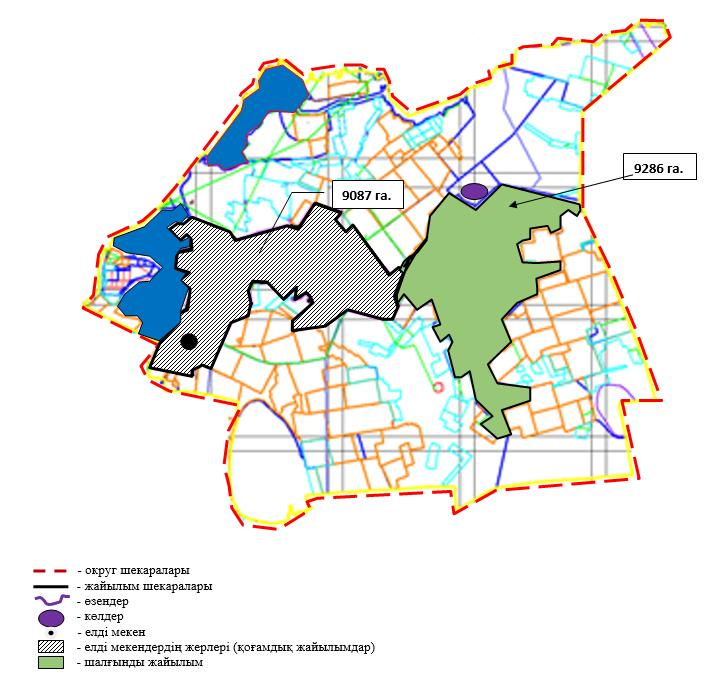 9087 га.
9286 га.
- округ шекаралары
- жайылым шекаралары
- өзендер
- көлдер
- елді мекен
- елді мекендердің жерлері (қоғамдық жайылымдар)
- шалғынды жайылым